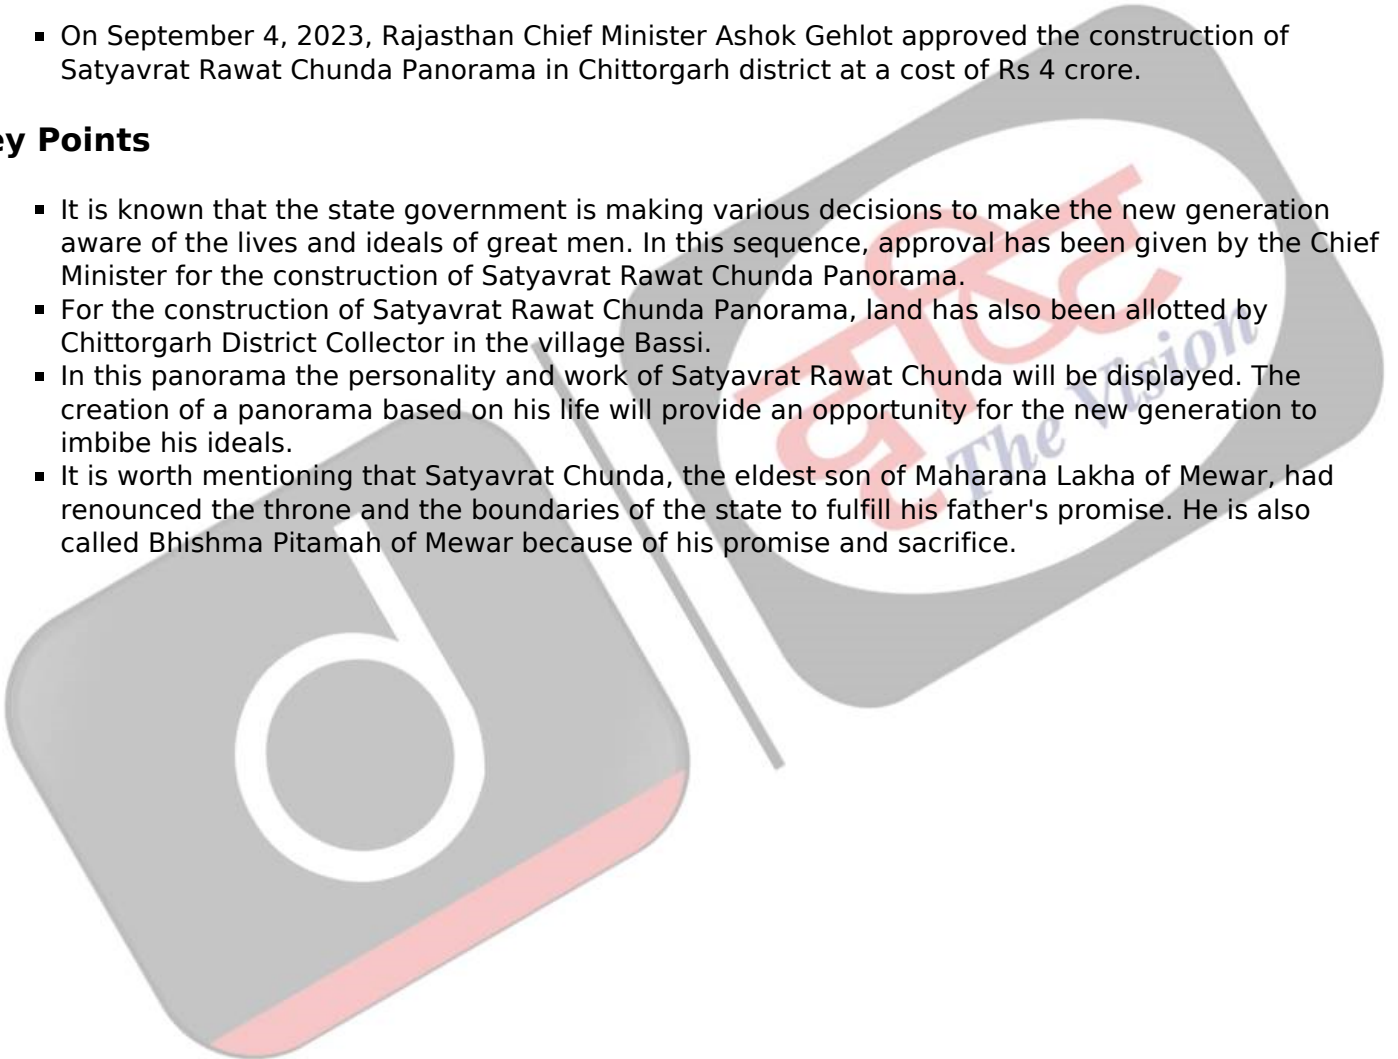 ▪ On September 4, 2023, Rajasthan Chief Minister Ashok Gehlot approved the construction of
Satyavrat Rawat Chunda Panorama in Chittorgarh district at a cost of Rs 4 crore.
ey Points
▪ It is known that the state government is making various decisions to make the new generation
aware of the lives and ideals of great men. In this sequence, approval has been given by the Chief
Minister for the construction of Satyavrat Rawat Chunda Panorama.
▪ For the construction of Satyavrat Rawat Chunda Panorama, land has also been allotted by
Chittorgarh District Collector in the village Bassi.
▪ In this panorama the personality and work of Satyavrat Rawat Chunda will be displayed. The
creation of a panorama based on his life will provide an opportunity for the new generation to
imbibe his ideals.
▪ It is worth mentioning that Satyavrat Chunda, the eldest son of Maharana Lakha of Mewar, had
renounced the throne and the boundaries of the state to fulfill his father's promise. He is also
called Bhishma Pitamah of Mewar because of his promise and sacrifice.
दृष्टि
The Vision
d